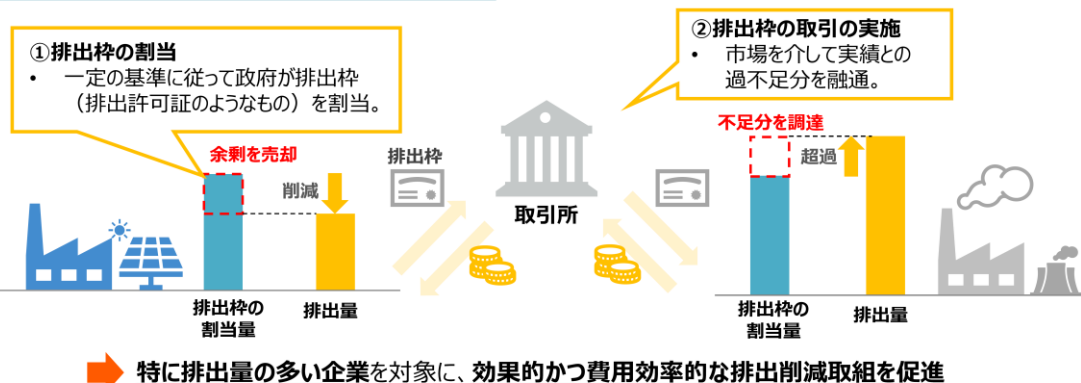 ①排出枠の割当
• 一定の基準に従って政府が排出枠
（排出許可証のようなもの）を割当。
②排出枠の取引の実施
• 市場を介して実績との
過不足分を融通。
余剰を売却
削減
排出枠
取引所
不足分を調達
超過
排出枠の
割当量
排出量
排出枠の
割当量
排出量
特に排出量の多い企業を対象に、効果的かつ費用効率的な排出削減取組を促進